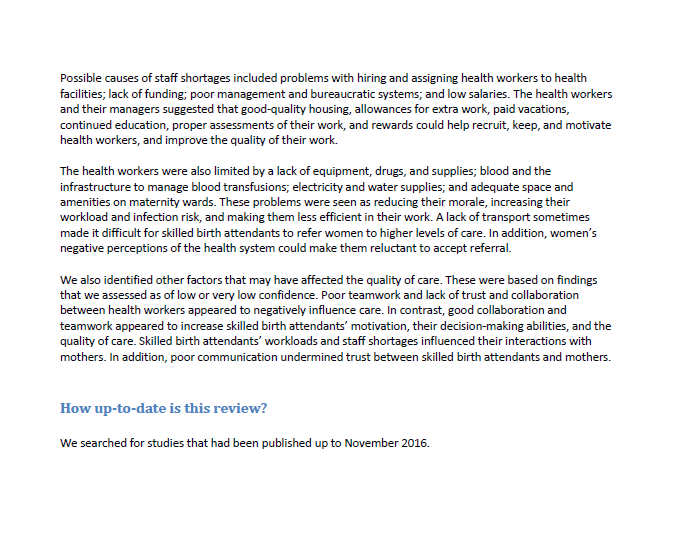 Possible causes of staff shortages included problems with hiring and assigning health workers to health
facilities; lack of funding; poor management and bureaucratic systems; and low salaries. The health workers
and their managers suggested that good-quality housing, allowances for extra work, paid vacations,
continued education, proper assessments of their work, and rewards could help recruit, keep, and motivate
health workers, and improve the quality of their work.
The health workers were also limited by a lack of equipment, drugs, and supplies; blood and the
infrastructure to manage blood transfusions; electricity and water supplies; and adequate space and
amenities on maternity wards. These problems were seen as reducing their morale, increasing their
workload and infection risk, and making them less efficient in their work. A lack of transport sometimes
made it difficult for skilled birth attendants to refer women to higher levels of care. In addition, women’s
negative perceptions of the health system could make them reluctant to accept referral.
We also identified other factors that may have affected the quality of care. These were based on findings
that we assessed as of low or very low confidence. Poor teamwork and lack of trust and collaboration
between health workers appeared to negatively influence care. In contrast, good collaboration and
teamwork appeared to increase skilled birth attendants’ motivation, their decision-making abilities, and the
quality of care. Skilled birth attendants’ workloads and staff shortages influenced their interactions with
mothers. In addition, poor communication undermined trust between skilled birth attendants and mothers.
How up-to-date is this review?
We searched for studies that had been published up to November 2016.